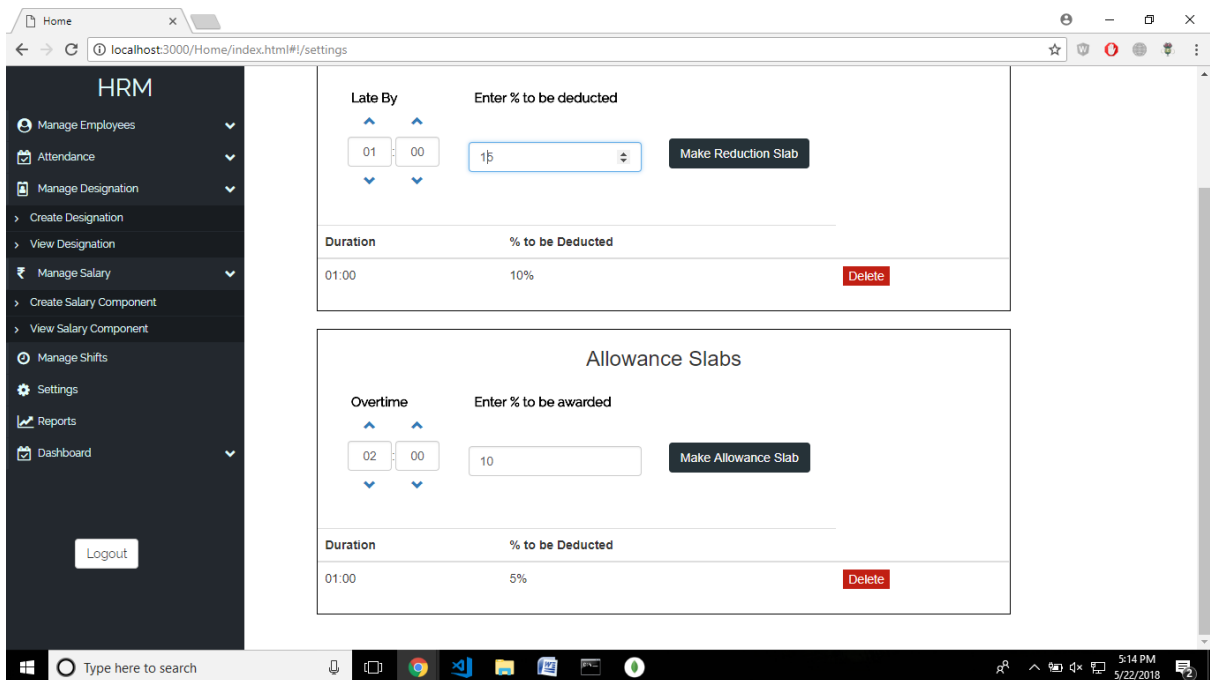 Home
localhost:3000/Home/index.html#!/settings
HRM
Manage Employees
Attendance
Manage Designation
Create Designation
View Designation
Manage Salary
Create Salary Component
View Salary Component
Manage Shifts
Settings
Reports
Dashboard
Logout
Late By Enter % to be deducted
01 : 00 15 Make Reduction Slab
Duration % to be Deducted
01:00 10% Delete
Allowance Slabs
Overtime Enter % to be awarded
02 : 00 10 Make Allowance Slab
Duration % to be Deducted
01:00 5% Delete
Type here to search
5:14 PM
5/22/2018
2